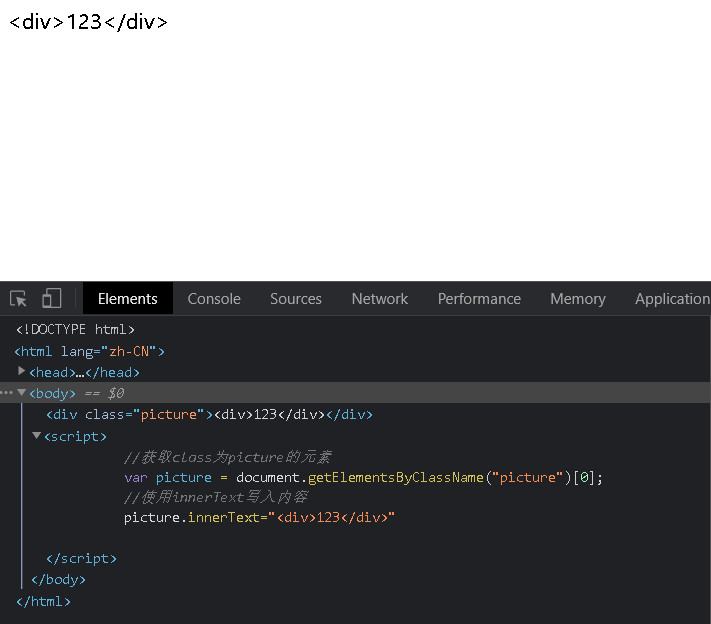 <div>123</div>
Elements Console Sources Network Performance Memory Application
<!DOCTYPE html>
<html lang="zh-CN">
<head>…</head>
<body> == $0
<div class="picture"><div>123</div></div>
<script>
//获取class为picture的元素
var picture = document.getElementsByClassName("picture")[0];
//使用innerText写入内容
picture.innerText="<div>123</div>"
</script>
</body>
</html>